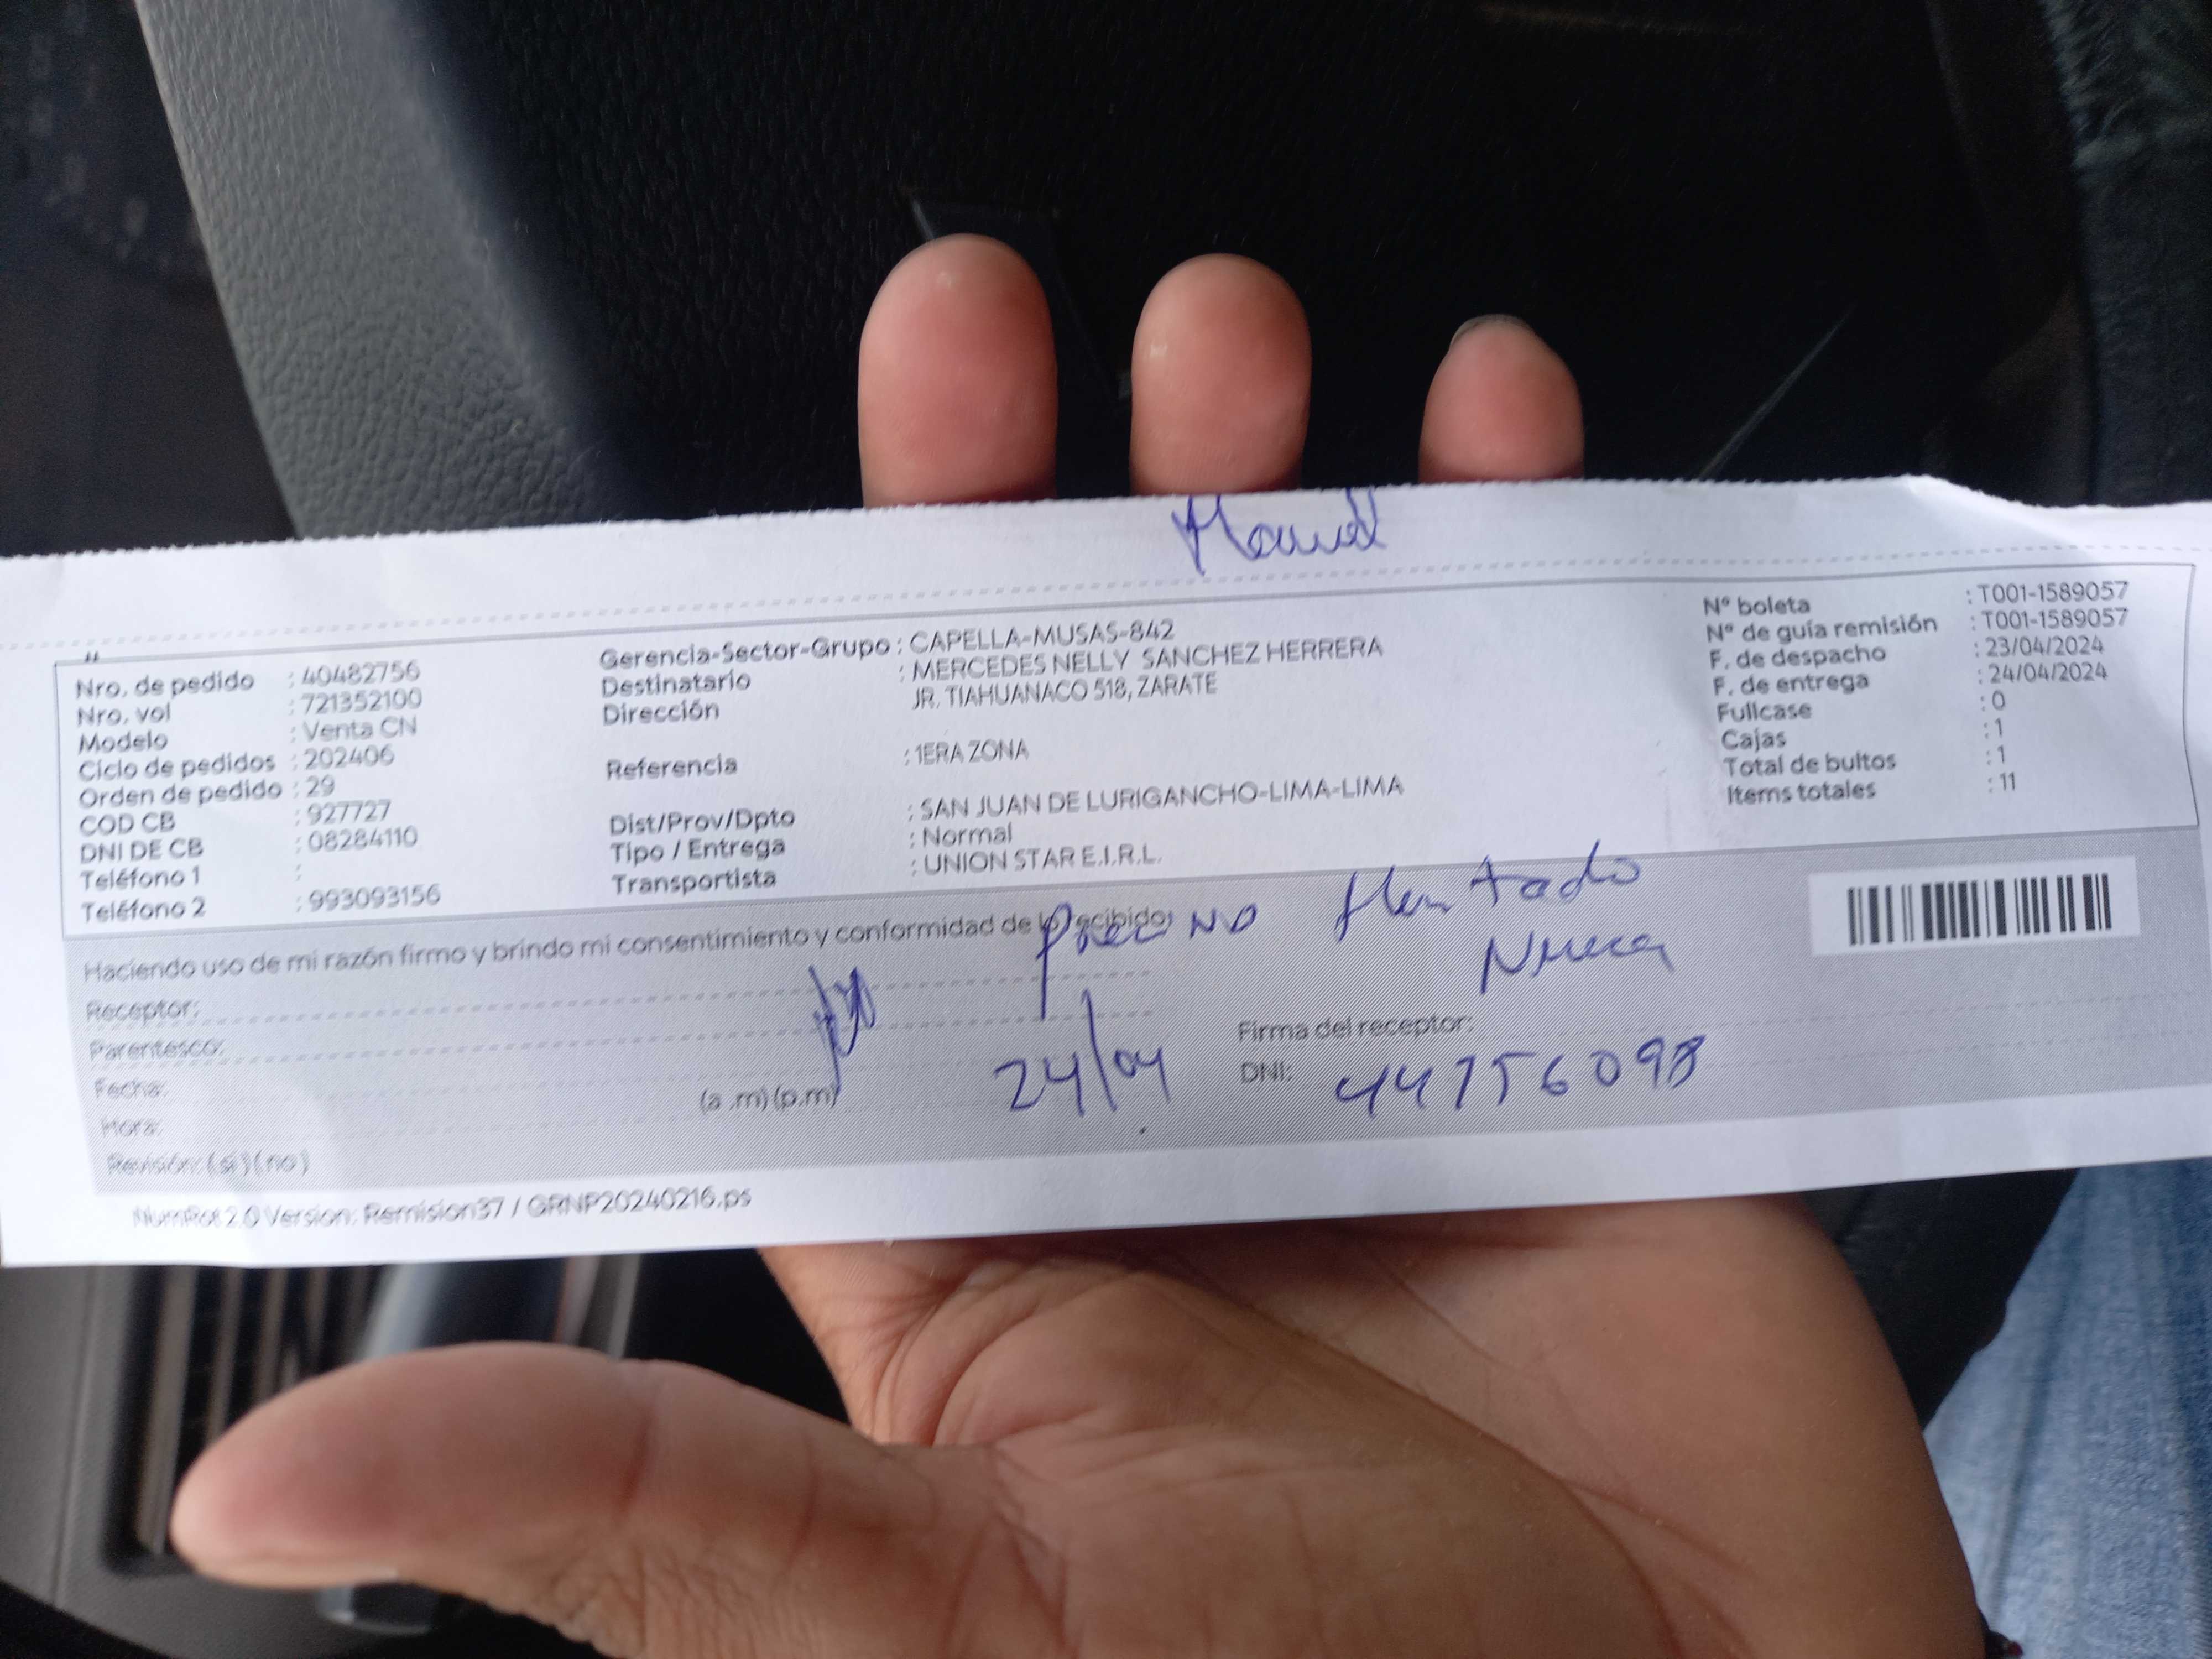 Manuel
Nro. de pedido : 40482756
Nro. vol : 721352100
Modelo : Venta CN
Ciclo de pedidos : 202406
Orden de pedido : 29
COD CB : 927727
DNI DE CB : 08284110
Teléfono 1 :
Teléfono 2 : 993093156
Gerencia-Sector-Grupo : CAPELLA-MUSAS-842
Destinatario : MERCEDES NELLY SANCHEZ HERRERA
Dirección JR. TIAHUANACO 518, ZARATE
Referencia : 1ERA ZONA
Dist/Prov/Dpto : SAN JUAN DE LURIGANCHO-LIMA-LIMA
Tipo / Entrega : Normal
Transportista : UNION STAR E.I.R.L.
N° boleta : T001-1589057
N° de guía remisión : T001-1589057
F. de despacho : 23/04/2024
F. de entrega : 24/04/2024
Fullcase : 0
Cajas : 1
Total de bultos : 1
Items totales : 11
Haciendo uso de mi razón firmo y brindo mi consentimiento y conformidad de lo recibido:
Receptor:
Parentesco:
Fecha:
Hora: (a .m) (p.m)
Revisión: (si) (no)
24/04
Firma del receptor:
DNI: 44756098
NumRot 2.0 Version: Remision37 / GRNP20240216.ps